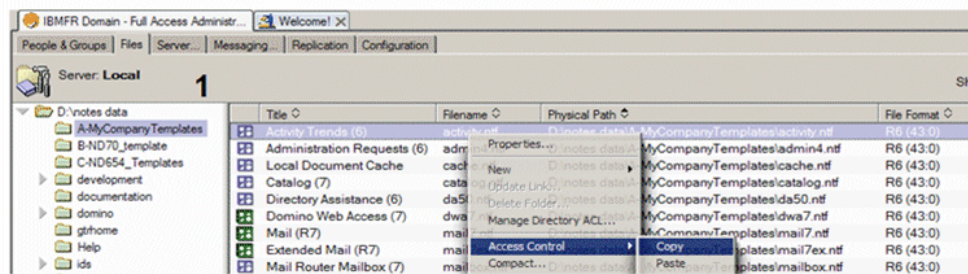 IBMFR Domain - Full Access Administr... Welcome!
People & Groups Files Server... Messaging... Replication Configuration
Server: Local 1
D:\notes data Title Filename Physical Path File Format
A-MyCompanyTemplates Activity Trends (6) activity.ntf D:\notes data\A-MyCompanyTemplates\activity.ntf R6 (43:0)
B-ND70_template Administration Requests (6) Properties... MyCompanyTemplates\admin4.ntf R6 (43:0)
C-ND654_Templates Local Document Cache New MyCompanyTemplates\cache.ntf R6 (43:0)
development Catalog (7) Update Link... MyCompanyTemplates\catalog.ntf R6 (43:0)
documentation Directory Assistance (6) Delete Folder... MyCompanyTemplates\da50.ntf R6 (43:0)
domino Domino Web Access (7) Manage Directory ACL... MyCompanyTemplates\dwa7.ntf R6 (43:0)
gtrhome Mail (R7) MyCompanyTemplates\mail7.ntf R6 (43:0)
Help Extended Mail (R7) Access Control Copy MyCompanyTemplates\mail7ex.ntf R6 (43:0)
ids Mail Router Mailbox (7) Compact... Paste MyCompanyTemplates\mailbox.ntf R6 (43:0)